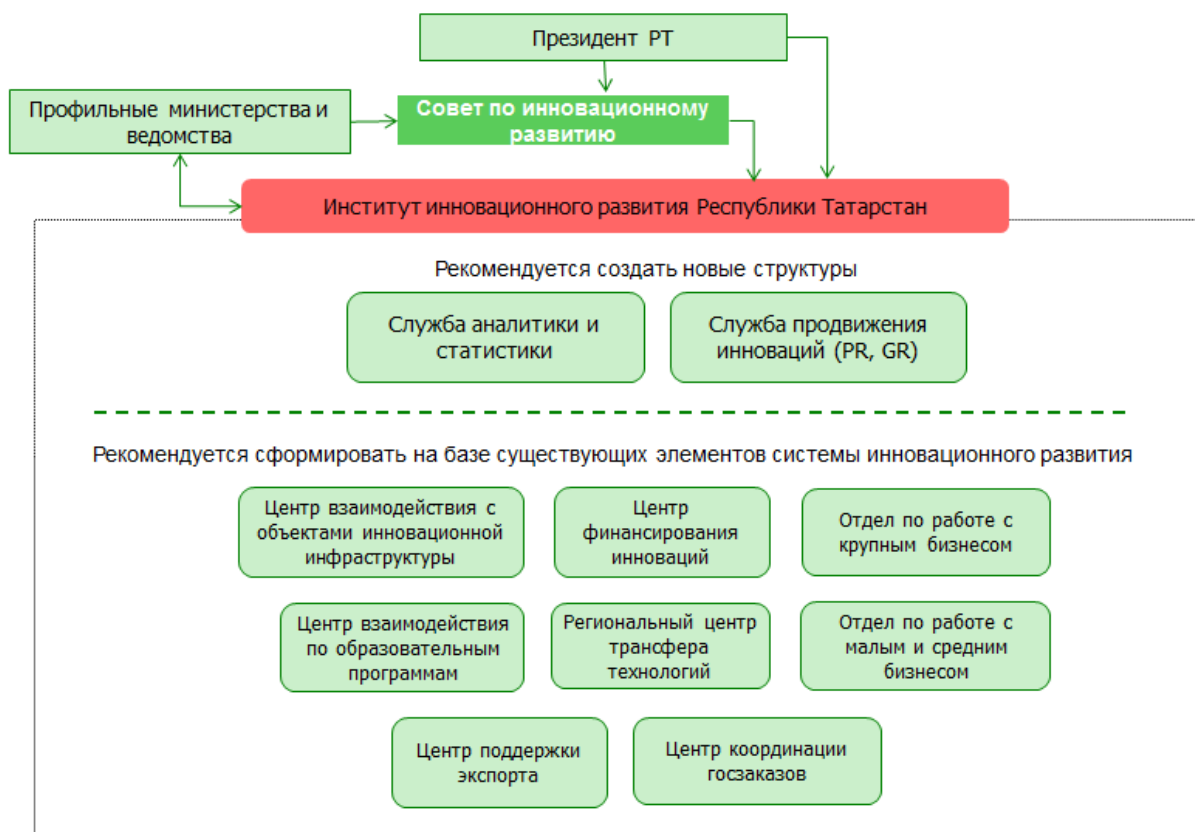 Президент РТ
Профильные министерства и
ведомства
Совет по инновационному
развитию
Институт инновационного развития Республики Татарстан
Рекомендуется создать новые структуры
Служба аналитики и
статистики
Служба продвижения
инноваций (PR, GR)
Рекомендуется сформировать на базе существующих элементов системы инновационного развития
Центр взаимодействия с
объектами инновационной
инфраструктуры
Центр
финансирования
инноваций
Отдел по работе с
крупным бизнесом
Центр взаимодействия
по образовательным
программам
Региональный центр
трансфера
технологий
Отдел по работе с
малым и средним
бизнесом
Центр поддержки
экспорта
Центр координации
госзаказов